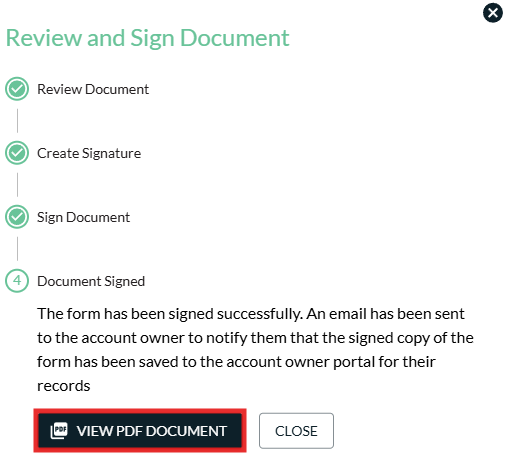 Review and Sign Document
Review Document
Create Signature
Sign Document
4 Document Signed
The form has been signed successfully. An email has been sent
to the account owner to notify them that the signed copy of the
form has been saved to the account owner portal for their
records
PDF VIEW PDF DOCUMENT CLOSE